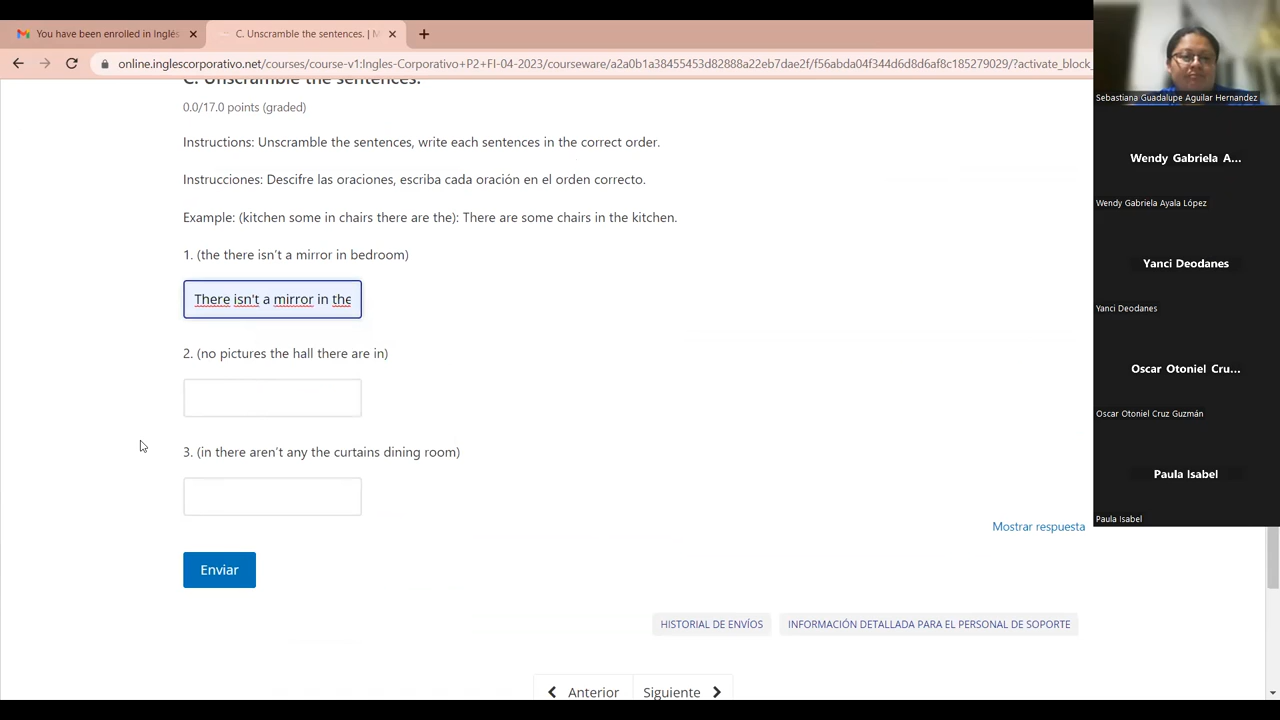 You have been enrolled in Inglés
C. Unscramble the sentences. | M
online.inglescorporativo.net/courses/course-v1:Ingles-Corporativo+P2+FI-04-2023/courseware/a2a0b1a38455453d82888a22eb7dae2f/f56abda04f344d6d8d6af8c185279029/?activate_block_
C. Unscramble the sentences.
0.0/17.0 points (graded)
Instructions: Unscramble the sentences, write each sentences in the correct order.
Instrucciones: Descifre las oraciones, escriba cada oración en el orden correcto.
Example: (kitchen some in chairs there are the): There are some chairs in the kitchen.
1. (the there isn’t a mirror in bedroom)
There isn't a mirror in the
2. (no pictures the hall there are in)
3. (in there aren’t any the curtains dining room)
Mostrar respuesta
Enviar
HISTORIAL DE ENVÍOS
INFORMACIÓN DETALLADA PARA EL PERSONAL DE SOPORTE
Anterior
Siguiente
Sebastiana Guadalupe Aguilar Hernandez
Wendy Gabriela A...
Wendy Gabriela Ayala López
Yanci Deodanes
Yanci Deodanes
Oscar Otoniel Cru...
Oscar Otoniel Cruz Guzmán
Paula Isabel
Paula Isabel